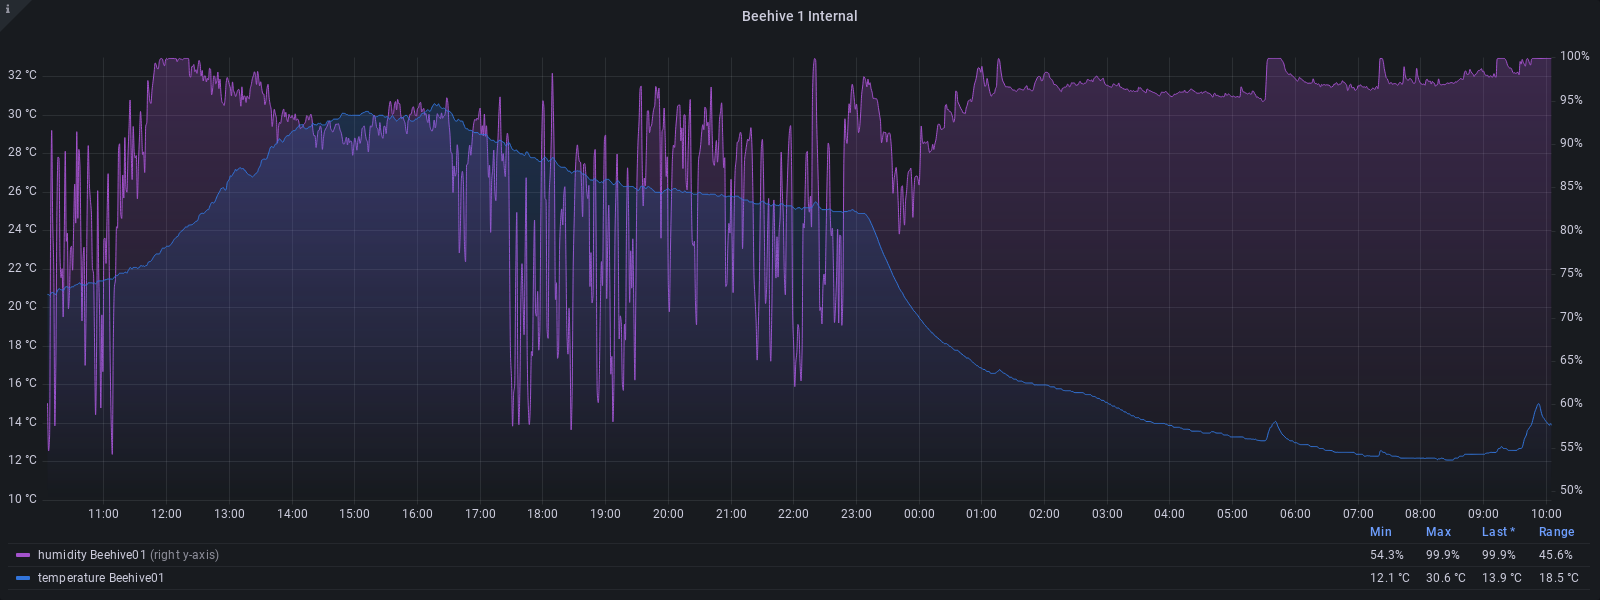 i
Beehive 1 Internal
32 °C
30 °C
28 °C
26 °C
24 °C
22 °C
20 °C
18 °C
16 °C
14 °C
12 °C
10 °C
100%
95%
90%
85%
80%
75%
70%
65%
60%
55%
50%
11:00 12:00 13:00 14:00 15:00 16:00 17:00 18:00 19:00 20:00 21:00 22:00 23:00 00:00 01:00 02:00 03:00 04:00 05:00 06:00 07:00 08:00 09:00 10:00
Min Max Last * Range
humidity Beehive01 (right y-axis) 54.3% 99.9% 99.9% 45.6%
temperature Beehive01 12.1 °C 30.6 °C 13.9 °C 18.5 °C